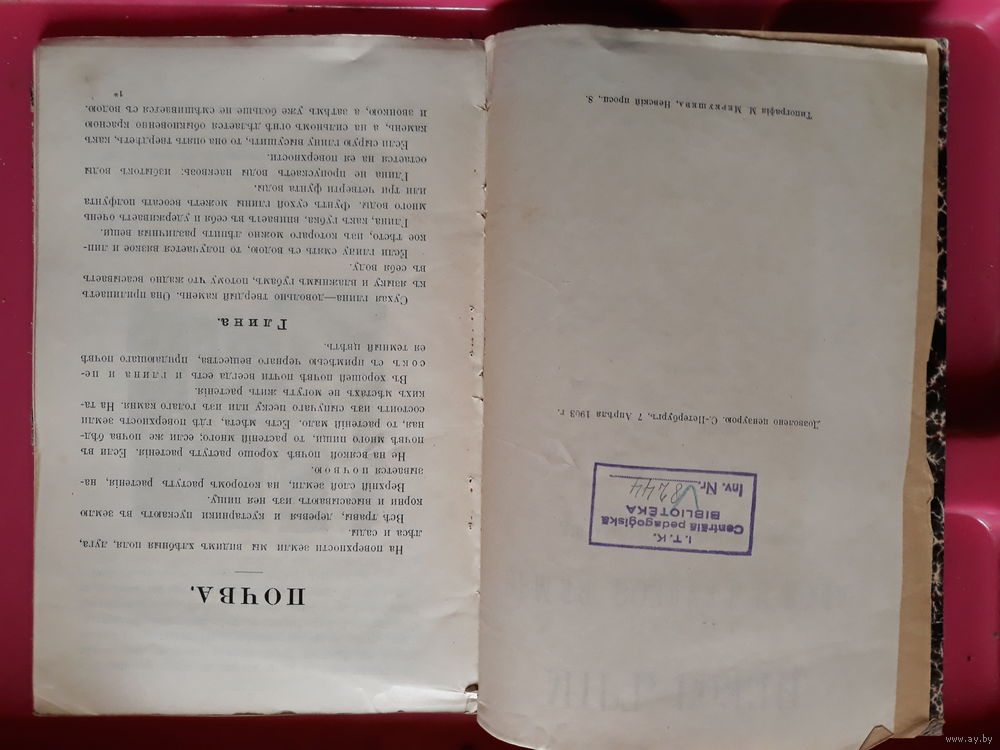 I. T. K.
Centrālā pedagoģiskā
BIBLIOTĒKA
Inv. Nr. 8244
Дозволено цензурою. С.-Петербургъ, 7 Апрѣля 1903 г.
Типографія М. Меркушева, Невскій просп., 8.
ПОЧВА.
На поверхности земли мы видимъ хлѣбныя поля, луга,
лѣса и сады.
Всѣ травы, деревья и кустарники пускаютъ въ землю
корни и высасываютъ изъ нея пищу.
Верхній слой земли, на которомъ растутъ растенія, на-
зывается почвою.
Не на всякой почвѣ хорошо растутъ растенія. Если въ
почвѣ много пищи, то растеній много; если же почва бѣд-
ная, то растеній мало. Есть мѣста, гдѣ поверхность земли
состоитъ изъ сыпучаго песку или изъ голаго камня. На та-
кихъ мѣстахъ не могутъ жить растенія.
Въ хорошей почвѣ почти всегда есть и глина и пе-
сокъ съ примѣсью чернаго вещества, придающаго почвѣ
ея темный цвѣтъ.
Глина.
Сухая глина—довольно твердый камень. Она прилипаетъ
къ языку и влажнымъ губамъ, потому что жадно всасываетъ
въ себя воду.
Если глину смять съ водою, то получается вязкое и лип-
кое тѣсто, изъ котораго можно лѣпить различныя вещи.
Глина, какъ губка, впиваетъ въ себя и удерживаетъ очень
много воды. Фунтъ сухой глины можетъ всосать полфунта
или три четверти фунта воды.
Глина не пропускаетъ воды насквозь: избытокъ воды
остается на ея поверхности.
Если сырую глину высушить, то она опять твердѣетъ, какъ
камень, а на сильномъ огнѣ дѣлается обыкновенно красною
и звонкою, и затѣмъ уже больше не смѣшивается съ водою.
1*
www.ay.by